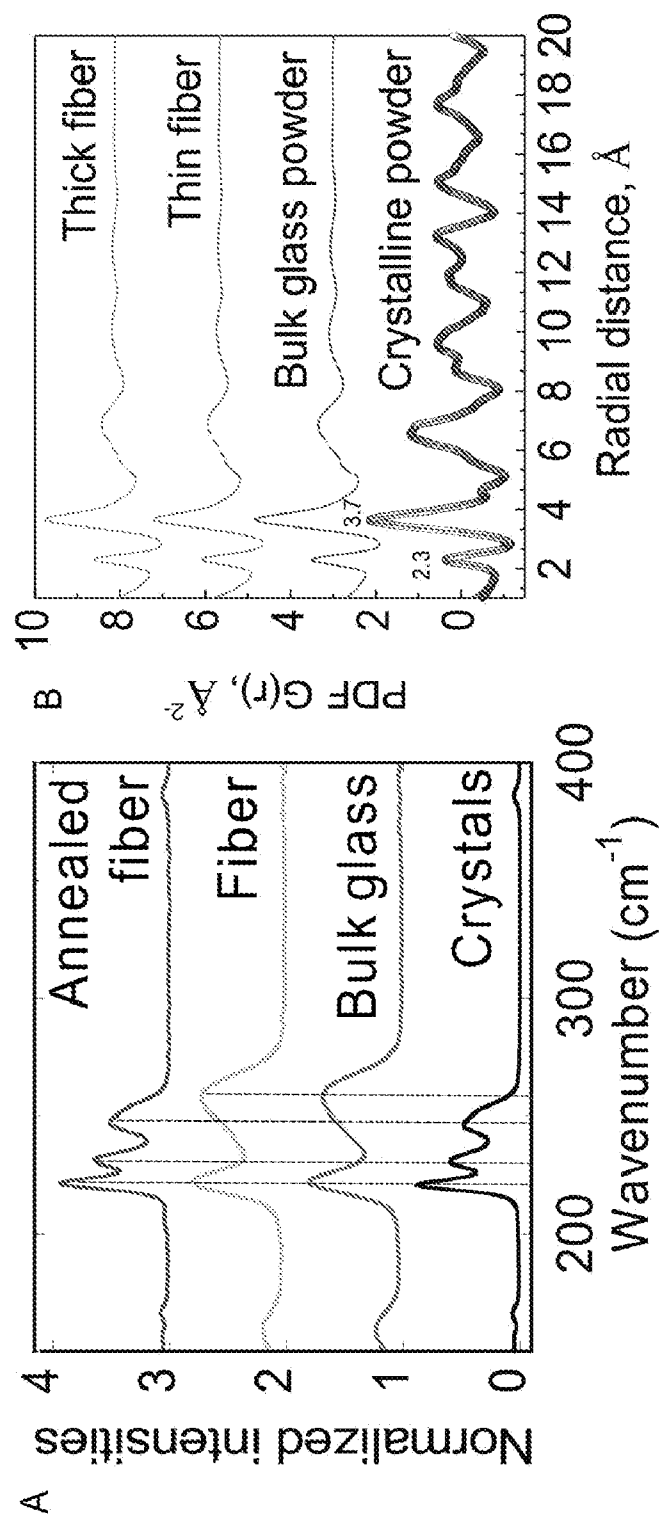 A
Normalized intensities
4
3
2
1
0
Annealed
fiber
Fiber
Bulk glass
Crystals
200
300
400
Wavenumber (cm⁻¹)
B
PDF G(r), Å²⁻
10
8
6
4
2
0
Thick fiber
Thin fiber
Bulk glass powder
Crystalline powder
3.7
2.3
2
4
6
8
10
12
14
16
18
20
Radial distance, Å